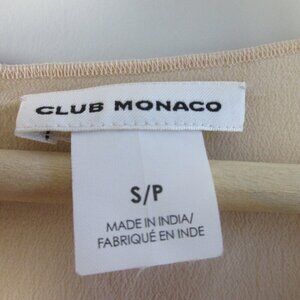 CLUB MONACO
S/P
MADE IN INDIA/
FABRIQUÉ EN INDE